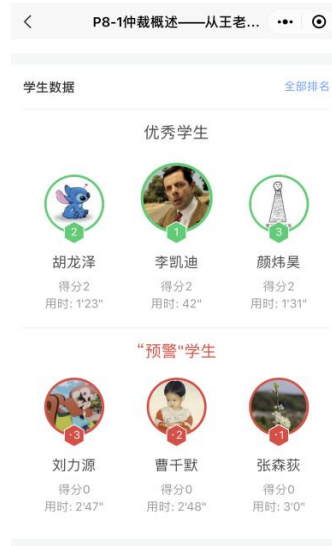 P8-1仲裁概述——从王老...
学生数据
全部排名
优秀学生
2
1
3
胡龙泽
李凯迪
颜炜昊
得分2
得分2
得分2
用时: 1'23"
用时: 42"
用时: 1'31"
“预警"学生
-3
-2
-1
刘力源
曹千默
张森荻
得分0
得分0
得分0
用时: 2'47"
用时: 2'48"
用时: 3'0"